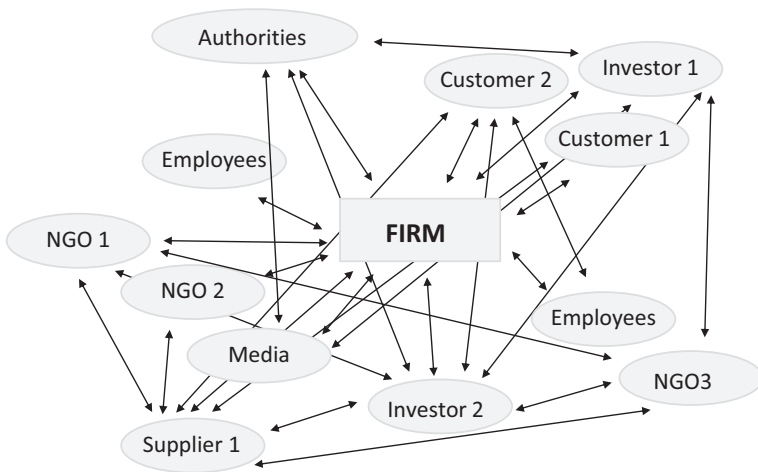 Authorities
Investor 1
Customer 2
Customer 1
Employees
FIRM
NGO 1
NGO 2
Employees
Media
NGO3
Investor 2
Supplier 1